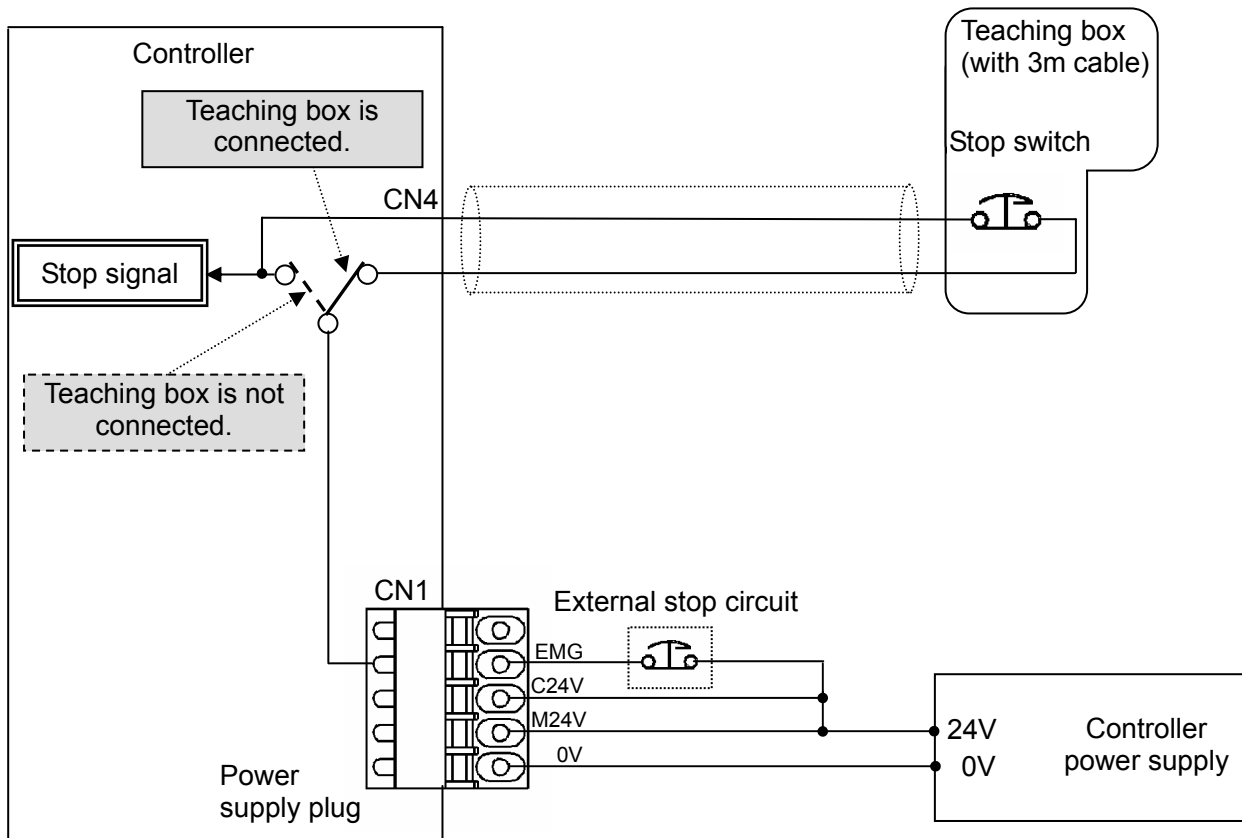 Controller
Teaching box is
connected.
Teaching box
(with 3m cable)
Stop switch
CN4
Stop signal
Teaching box is not
connected.
CN1
External stop circuit
EMG
C24V
M24V
0V
24V
0V
Controller
power supply
Power
supply plug